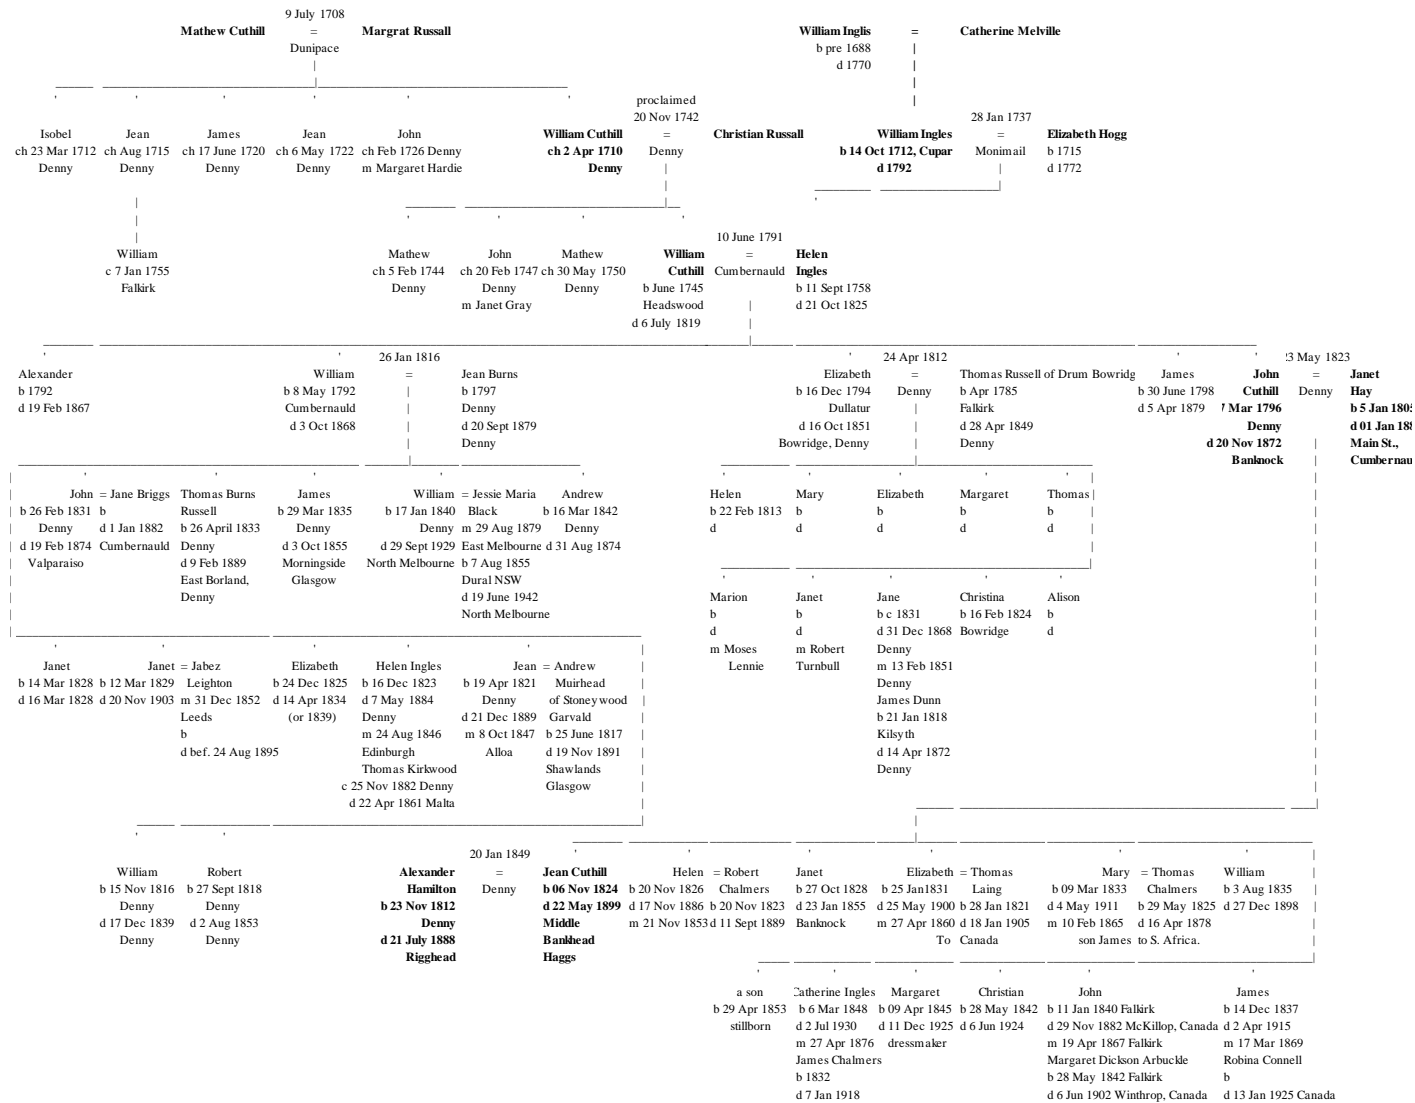 9 July 1708
Mathew Cuthill = Margrat Russall
Dunipace
William Inglis = Catherine Melville
b pre 1688
d 1770
Isobel
ch 23 Mar 1712
Denny
Jean
ch Aug 1715
Denny
James
ch 17 June 1720
Denny
Jean
ch 6 May 1722
Denny
John
ch Feb 1726 Denny
m Margaret Hardie
proclaimed
20 Nov 1742
William Cuthill = Christian Russall
ch 2 Apr 1710 Denny
Denny
28 Jan 1737
William Ingles = Elizabeth Hogg
b 14 Oct 1712, Cupar Monimail b 1715
d 1792 d 1772
William
c 7 Jan 1755
Falkirk
Mathew
ch 5 Feb 1744
Denny
John
ch 20 Feb 1747
Denny
m Janet Gray
Mathew
ch 30 May 1750
Denny
10 June 1791
William
Cuthill
b June 1745
Headswood
d 6 July 1819
=
Cumbernauld
Helen
Ingles
b 11 Sept 1758
d 21 Oct 1825
Alexander
b 1792
d 19 Feb 1867
26 Jan 1816
William
b 8 May 1792
Cumbernauld
d 3 Oct 1868
=
Jean Burns
b 1797
Denny
d 20 Sept 1879
Denny
24 Apr 1812
Elizabeth
b 16 Dec 1794
Dullatur
d 16 Oct 1851
Bowridge, Denny
=
Denny
Thomas Russell of Drum Bowridg
b Apr 1785
Falkirk
d 28 Apr 1849
Denny
James
b 30 June 1798
d 5 Apr 1879
3 May 1823
John
Cuthill
7 Mar 1796
Denny
d 20 Nov 1872
Banknock
=
Denny
Janet
Hay
b 5 Jan 1805
d 01 Jan 188
Main St.,
Cumbernau
John = Jane Briggs
b 26 Feb 1831 b
Denny d 1 Jan 1882
d 19 Feb 1874 Cumbernauld
Valparaiso
Thomas Burns
Russell
b 26 April 1833
Denny
d 9 Feb 1889
East Borland,
Denny
James
b 29 Mar 1835
Denny
d 3 Oct 1855
Morningside
Glasgow
William = Jessie Maria
b 17 Jan 1840 Black
Denny m 29 Aug 1879
d 29 Sept 1929 East Melbourne
North Melbourne b 7 Aug 1855
Dural NSW
d 19 June 1942
North Melbourne
Andrew
b 16 Mar 1842
Denny
d 31 Aug 1874
Helen
b 22 Feb 1813
d
Mary
b
d
Elizabeth
b
d
Margaret
b
d
Thomas
b
d
Marion
b
d
m Moses
Lennie
Janet
b
d
m Robert
Turnbull
Jane
b c 1831
d 31 Dec 1868
Denny
m 13 Feb 1851
Denny
James Dunn
b 21 Jan 1818
Kilsyth
d 14 Apr 1872
Denny
Christina
b 16 Feb 1824
Bowridge
Alison
b
d
Janet
b 14 Mar 1828
d 16 Mar 1828
Janet = Jabez
b 12 Mar 1829 Leighton
d 20 Nov 1903 m 31 Dec 1852
Leeds
b
d bef. 24 Aug 1895
Elizabeth
b 24 Dec 1825
d 14 Apr 1834
(or 1839)
Helen Ingles
b 16 Dec 1823
d 7 May 1884
Denny
m 24 Aug 1846
Edinburgh
Thomas Kirkwood
c 25 Nov 1882 Denny
d 22 Apr 1861 Malta
Jean = Andrew
b 19 Apr 1821 Muirhead
Denny of Stoneywood
d 21 Dec 1889 Garvald
m 8 Oct 1847 b 25 June 1817
Alloa d 19 Nov 1891
Shawlands
Glasgow
William
b 15 Nov 1816
Denny
d 17 Dec 1839
Denny
Robert
b 27 Sept 1818
Denny
d 2 Aug 1853
Denny
20 Jan 1849
Alexander
Hamilton
b 23 Nov 1812
Denny
d 21 July 1888
Rigghead
=
Denny
Jean Cuthill
b 06 Nov 1824
d 22 May 1899
Middle
Bankhead
Haggs
Helen = Robert
b 20 Nov 1826 Chalmers
d 17 Nov 1886 b 20 Nov 1823
m 21 Nov 1853 d 11 Sept 1889
Janet
b 27 Oct 1828
d 23 Jan 1855
Banknock
Elizabeth = Thomas
b 25 Jan1831 Laing
d 25 May 1900 b 28 Jan 1821
m 27 Apr 1860 d 18 Jan 1905
To Canada
Mary = Thomas
b 09 Mar 1833 Chalmers
d 4 May 1911 b 29 May 1825
m 10 Feb 1865 d 16 Apr 1878
son James to S. Africa.
William
b 3 Aug 1835
d 27 Dec 1898
a son
b 29 Apr 1853
stillborn
Catherine Ingles
b 6 Mar 1848
d 2 Jul 1930
m 27 Apr 1876
James Chalmers
b 1832
d 7 Jan 1918
Margaret
b 09 Apr 1845
d 11 Dec 1925
dressmaker
Christian
b 28 May 1842
d 6 Jun 1924
John
b 11 Jan 1840 Falkirk
d 29 Nov 1882 McKillop, Canada
m 19 Apr 1867 Falkirk
Margaret Dickson Arbuckle
b 28 May 1842 Falkirk
d 6 Jun 1902 Winthrop, Canada
James
b 14 Dec 1837
d 2 Apr 1915
m 17 Mar 1869
Robina Connell
b
d 13 Jan 1925 Canada